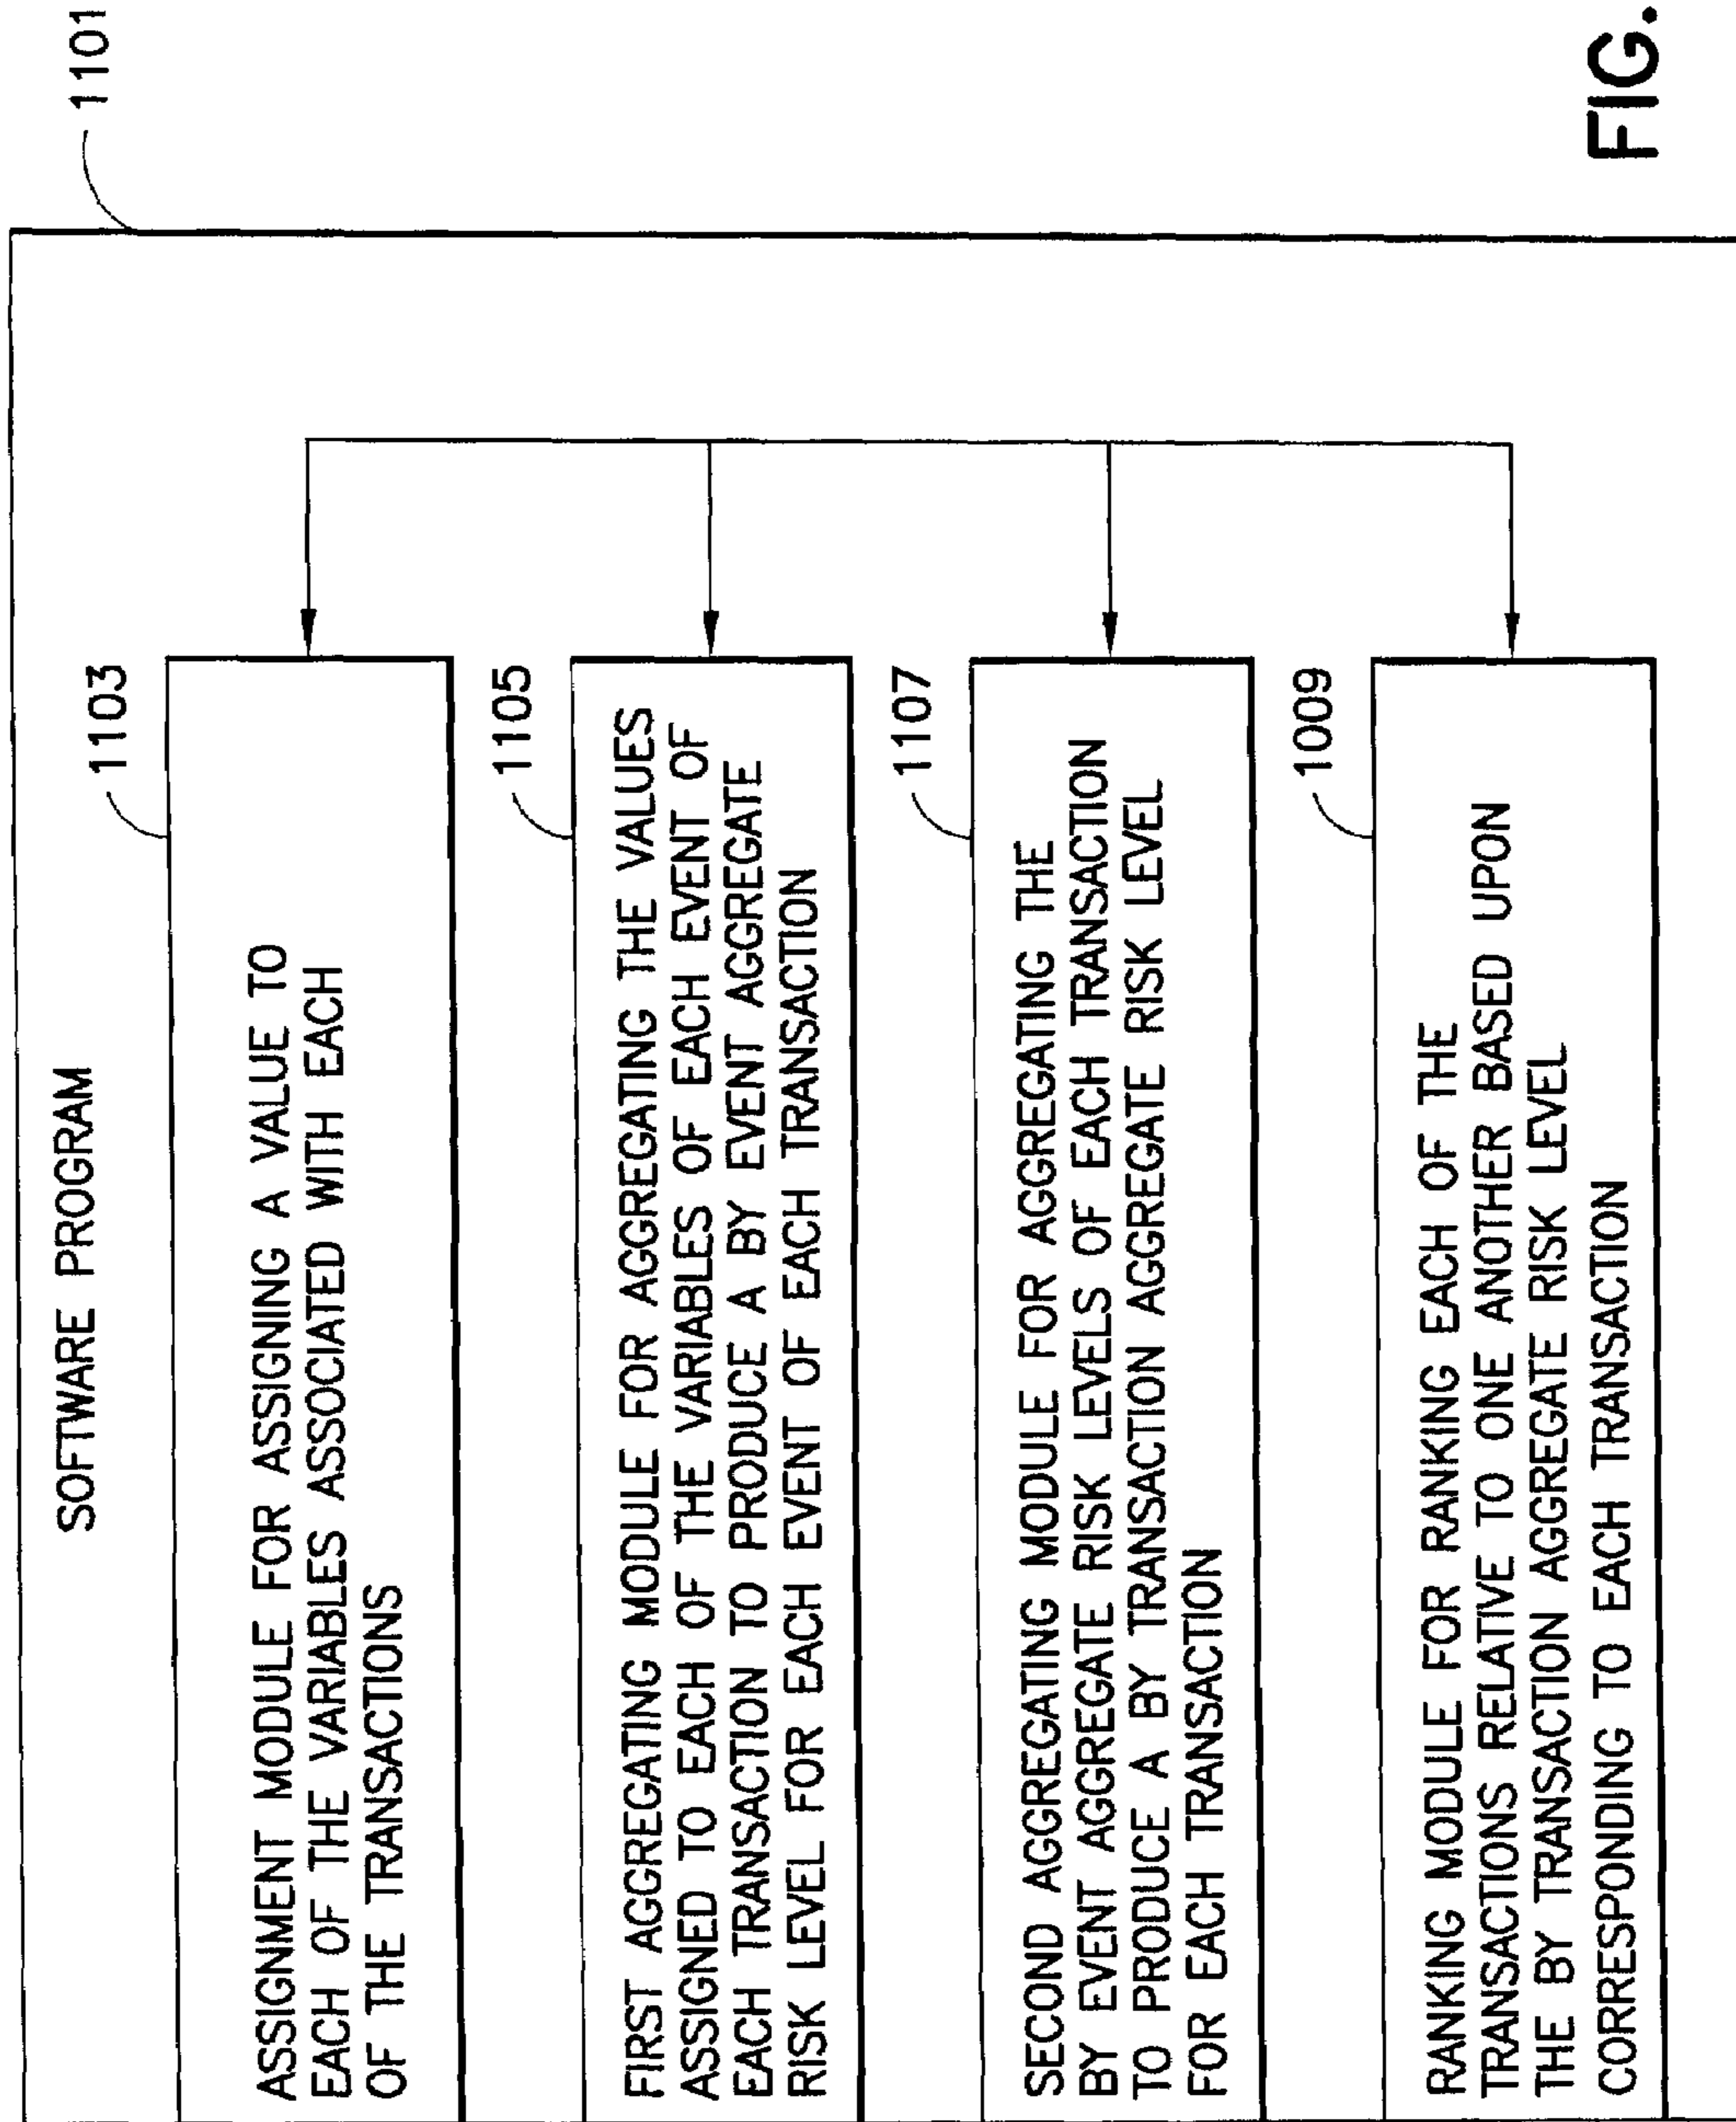 1101
SOFTWARE PROGRAM
1103
ASSIGNMENT MODULE FOR ASSIGNING A VALUE TO
EACH OF THE VARIABLES ASSOCIATED WITH EACH
OF THE TRANSACTIONS
1105
FIRST AGGREGATING MODULE FOR AGGREGATING THE VALUES
ASSIGNED TO EACH OF THE VARIABLES OF EACH EVENT OF
EACH TRANSACTION TO PRODUCE A BY EVENT AGGREGATE
RISK LEVEL FOR EACH EVENT OF EACH TRANSACTION
1107
SECOND AGGREGATING MODULE FOR AGGREGATING THE
BY EVENT AGGREGATE RISK LEVELS OF EACH TRANSACTION
TO PRODUCE A BY TRANSACTION AGGREGATE RISK LEVEL
FOR EACH TRANSACTION
1009
RANKING MODULE FOR RANKING EACH OF THE
TRANSACTIONS RELATIVE TO ONE ANOTHER BASED UPON
THE BY TRANSACTION AGGREGATE RISK LEVEL
CORRESPONDING TO EACH TRANSACTION
FIG.